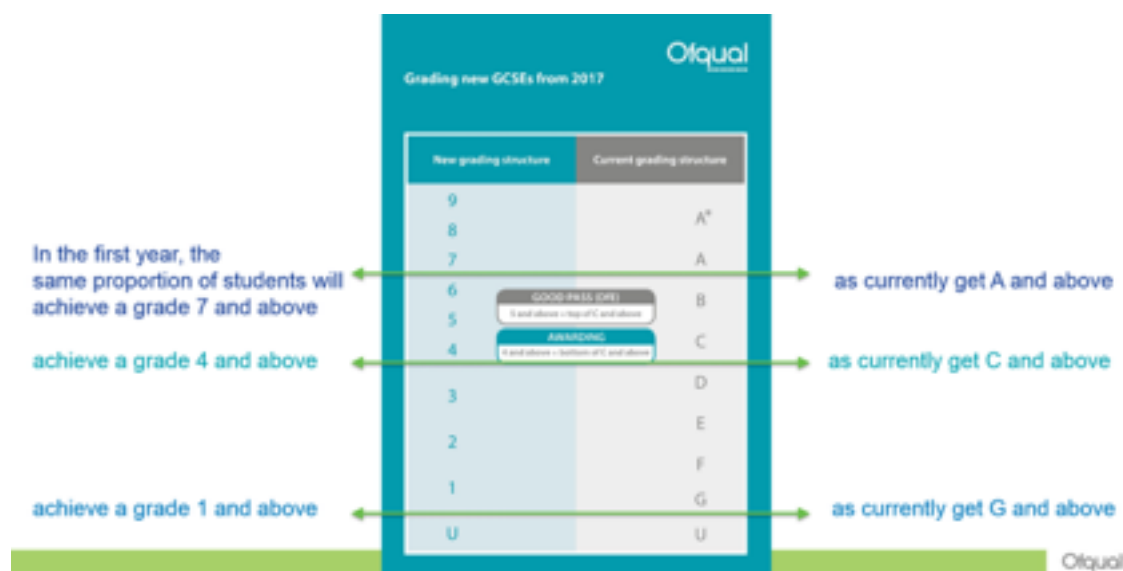 Ofqual
Grading new GCSEs from 2017
New grading structure
Current grading structure
9
8
7
6
5
4
3
2
1
U
A*
A
B
C
D
E
F
G
U
GOOD PASS (DFE)
5 and above = top of C and above
AWARDING
4 and above = bottom of C and above
In the first year, the
same proportion of students will
achieve a grade 7 and above
as currently get A and above
achieve a grade 4 and above
as currently get C and above
achieve a grade 1 and above
as currently get G and above
Ofqual